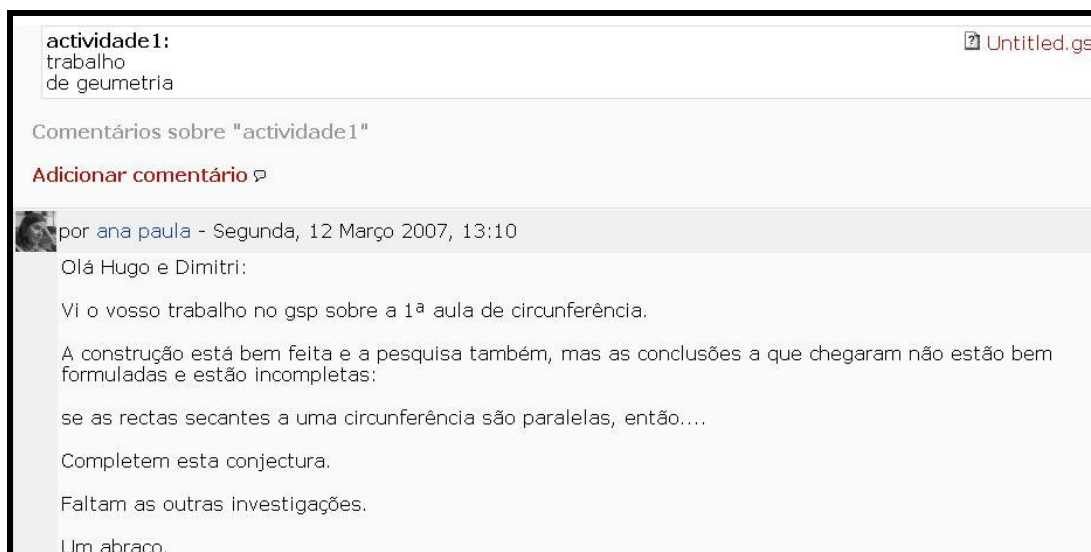 actividade1:
Untitled.gs
trabalho
de geumetria
Comentários sobre "actividade1"
Adicionar comentário
por ana paula - Segunda, 12 Março 2007, 13:10
Olá Hugo e Dimitri:
Vi o vosso trabalho no gsp sobre a 1ª aula de circunferência.
A construção está bem feita e a pesquisa também, mas as conclusões a que chegaram não estão bem
formuladas e estão incompletas:
se as rectas secantes a uma circunferência são paralelas, então....
Completem esta conjectura.
Faltam as outras investigações.
Um abraço.